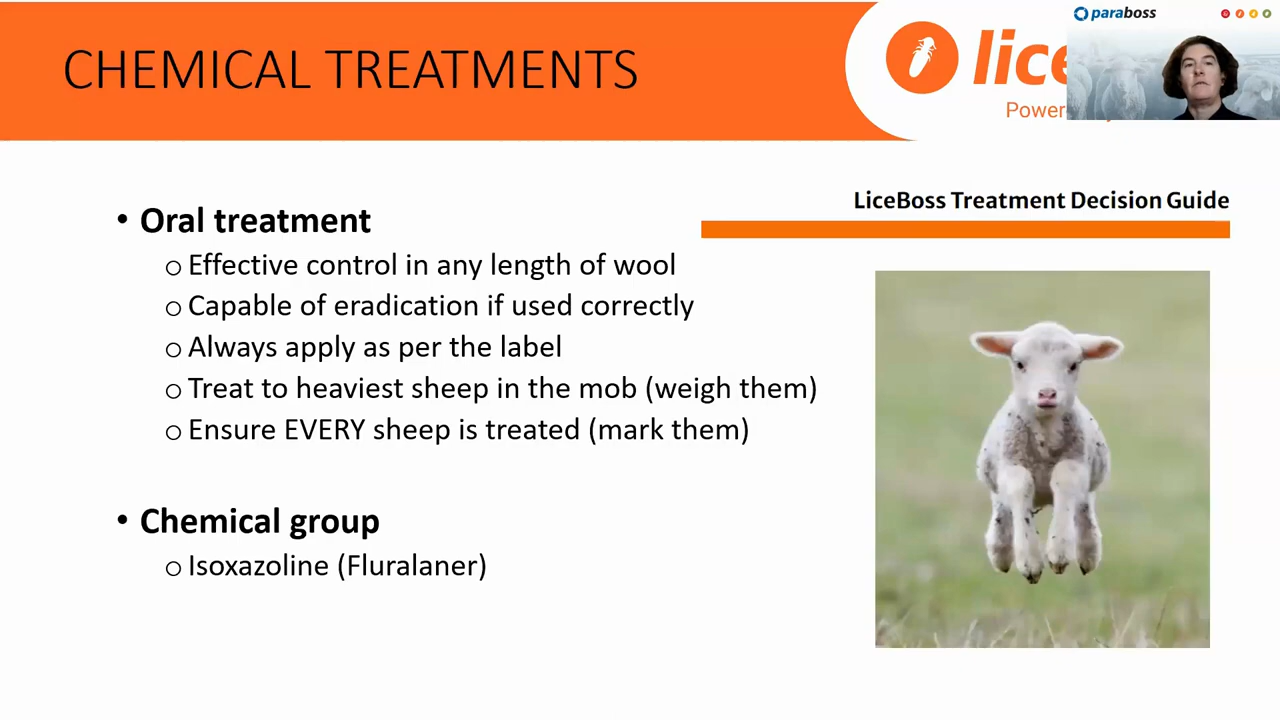 CHEMICAL TREATMENTS
paraboss
LiceBoss Treatment Decision Guide
• Oral treatment
o Effective control in any length of wool
o Capable of eradication if used correctly
o Always apply as per the label
o Treat to heaviest sheep in the mob (weigh them)
o Ensure EVERY sheep is treated (mark them)
• Chemical group
o Isoxazoline (Fluralaner)